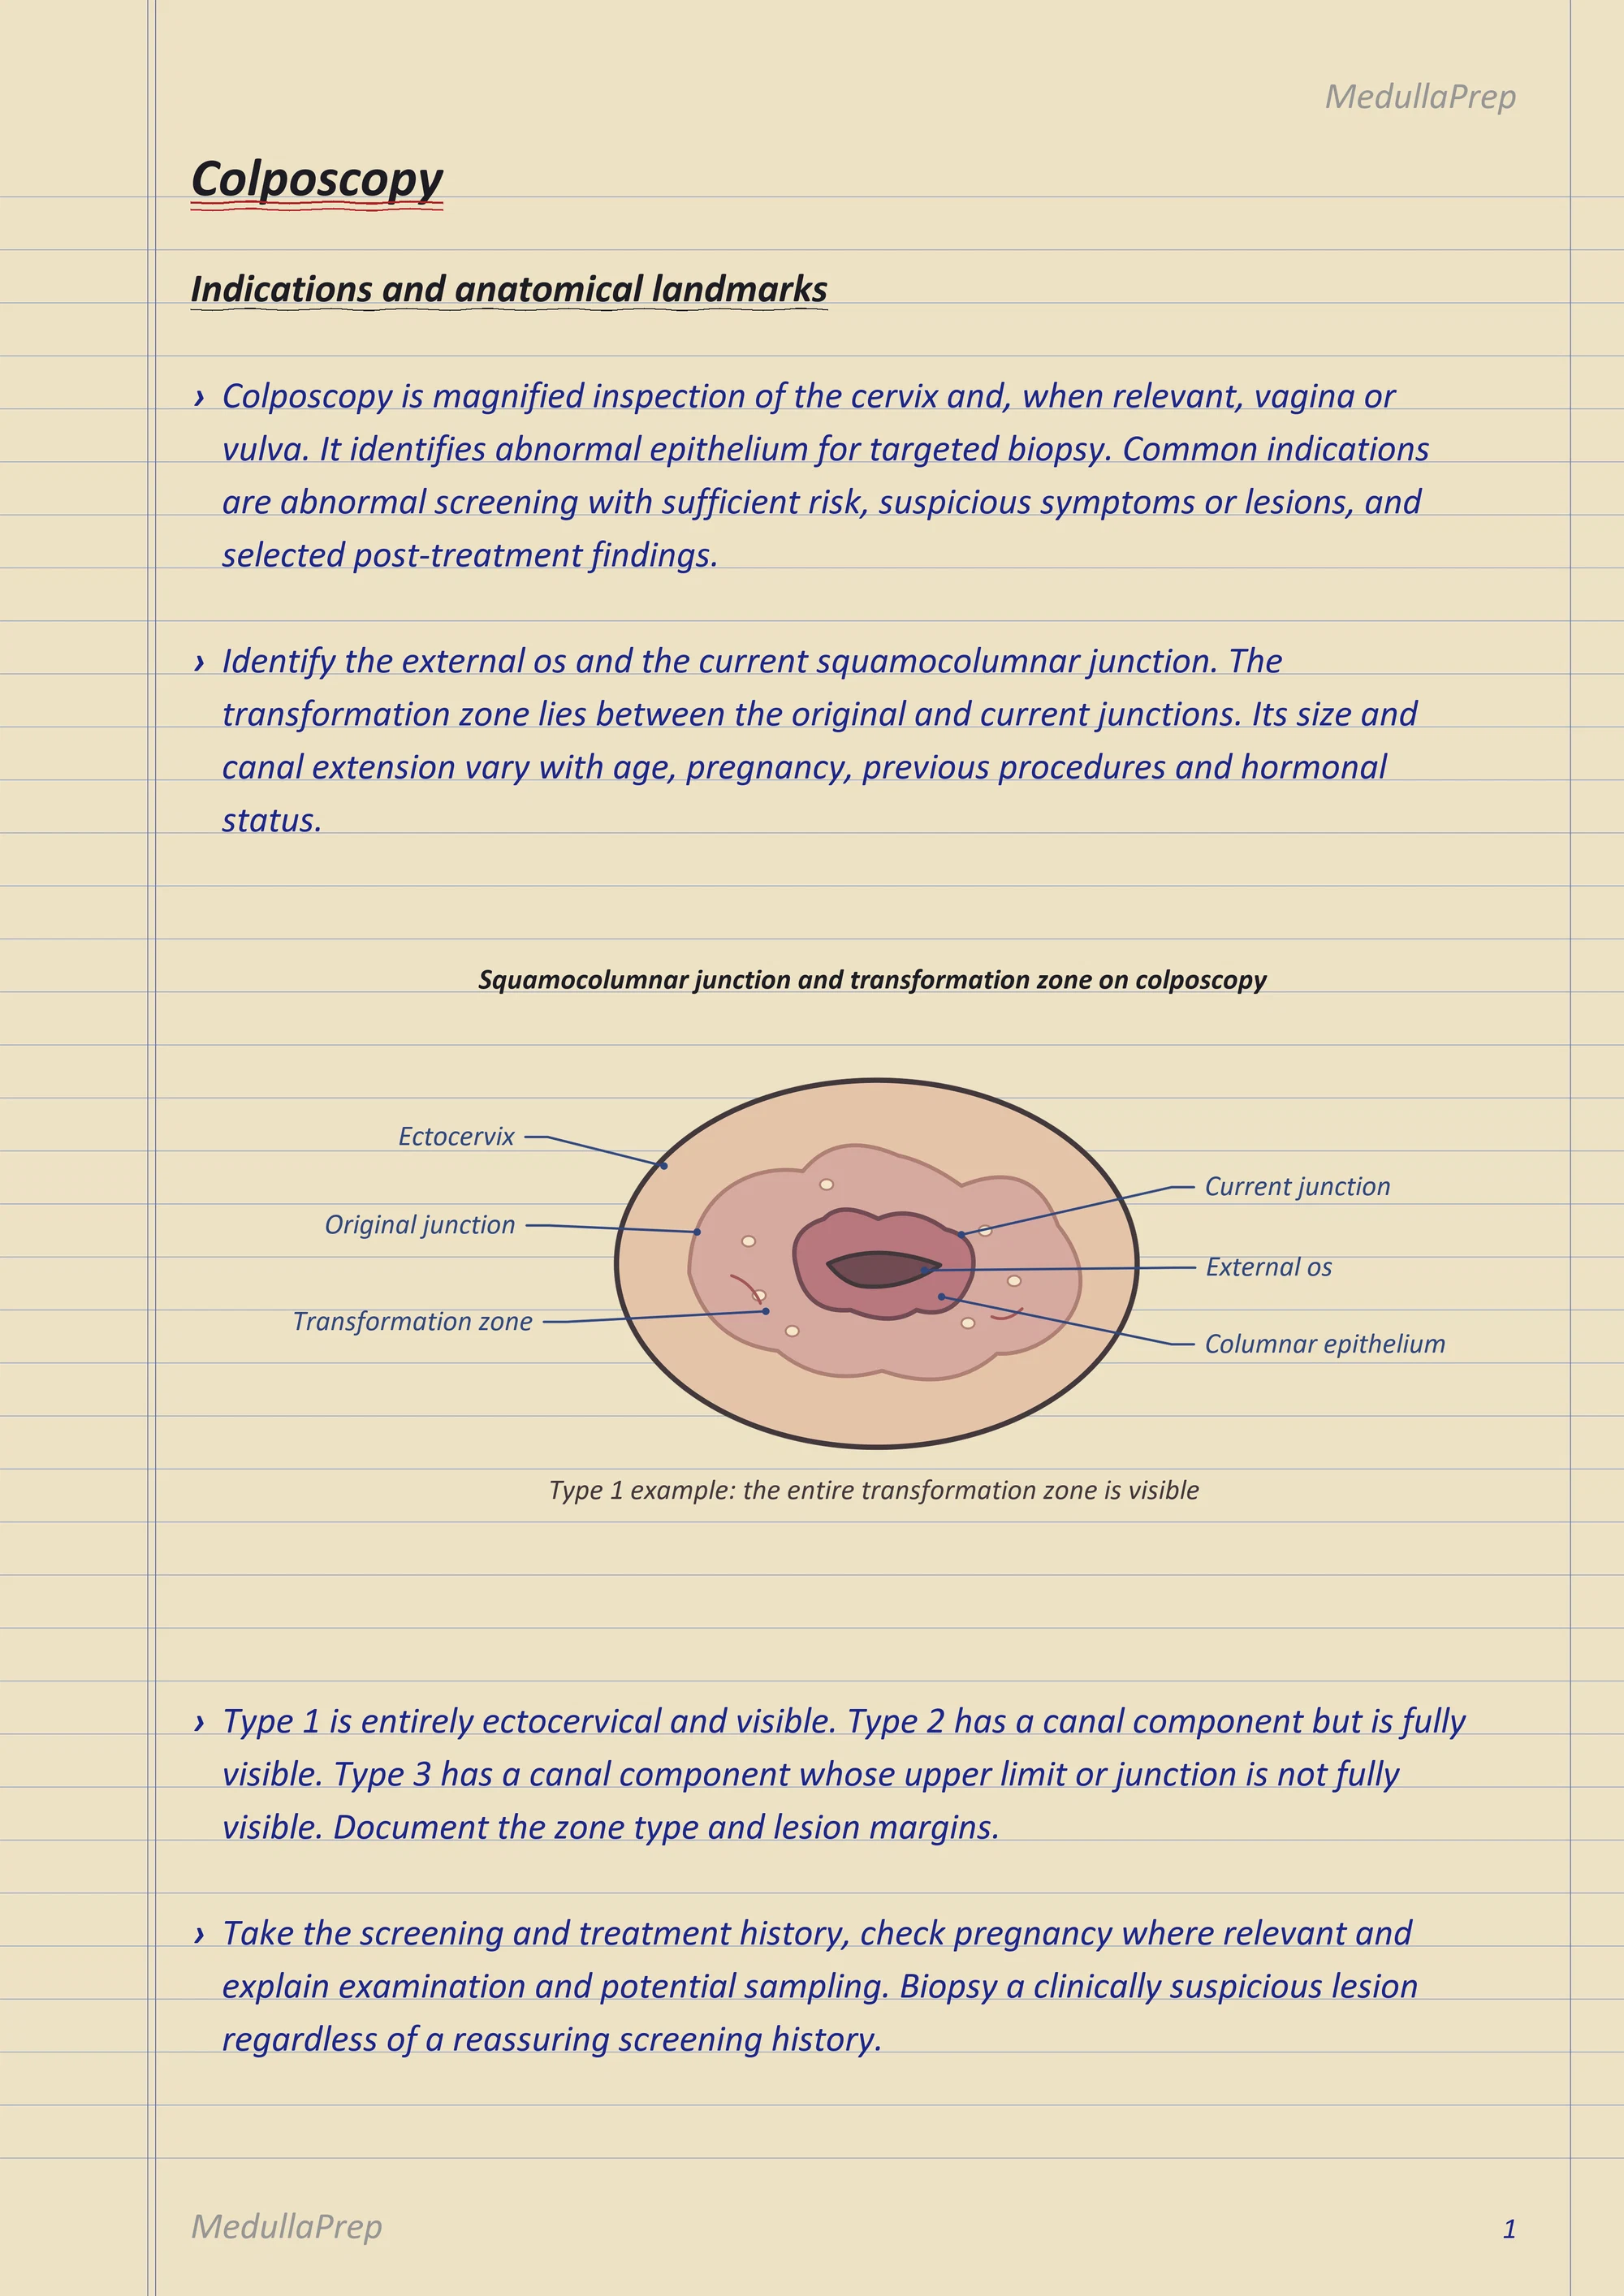 MedullaPrep
Colposcopy
Indications and anatomical landmarks
› Colposcopy is magnified inspection of the cervix and, when relevant, vagina or
vulva. It identifies abnormal epithelium for targeted biopsy. Common indications
are abnormal screening with sufficient risk, suspicious symptoms or lesions, and
selected post-treatment findings.
› Identify the external os and the current squamocolumnar junction. The
transformation zone lies between the original and current junctions. Its size and
canal extension vary with age, pregnancy, previous procedures and hormonal
status.
Squamocolumnar junction and transformation zone on colposcopy
Ectocervix
Original junction
Transformation zone
Current junction
External os
Columnar epithelium
Type 1 example: the entire transformation zone is visible
› Type 1 is entirely ectocervical and visible. Type 2 has a canal component but is fully
visible. Type 3 has a canal component whose upper limit or junction is not fully
visible. Document the zone type and lesion margins.
› Take the screening and treatment history, check pregnancy where relevant and
explain examination and potential sampling. Biopsy a clinically suspicious lesion
regardless of a reassuring screening history.
MedullaPrep
1